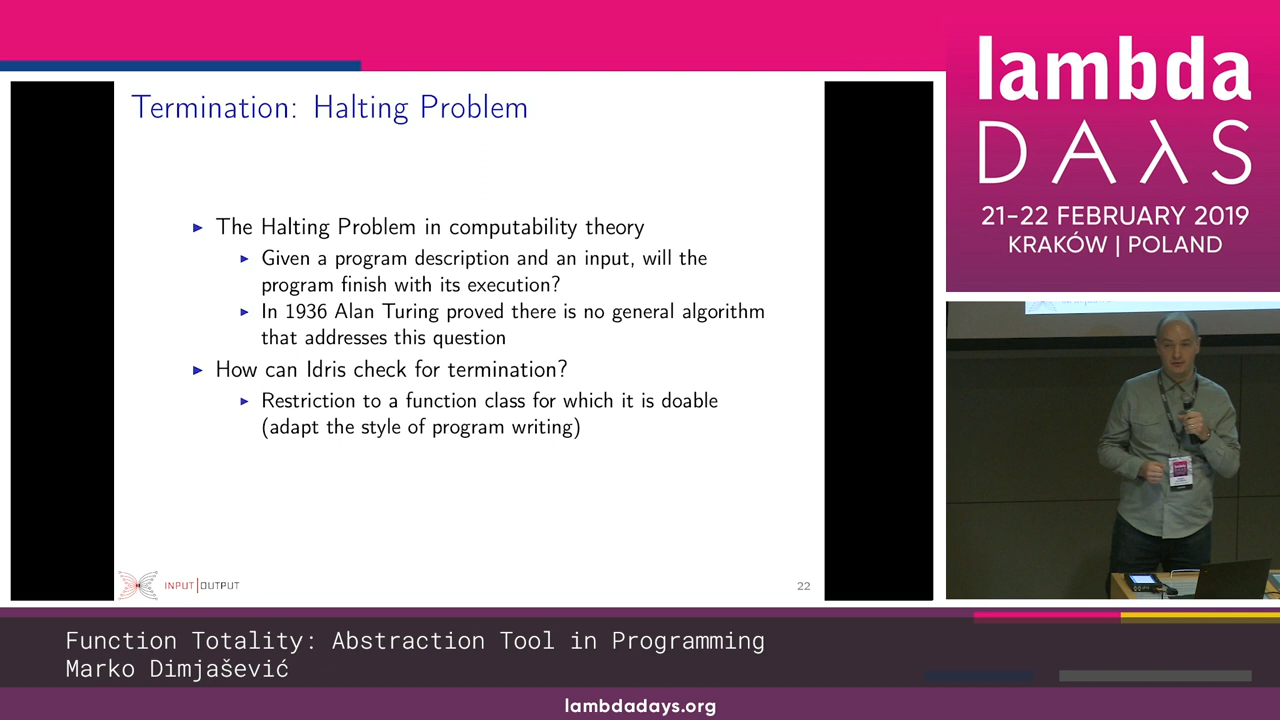 Termination: Halting Problem
The Halting Problem in computability theory
Given a program description and an input, will the
program finish with its execution?
In 1936 Alan Turing proved there is no general algorithm
that addresses this question
How can Idris check for termination?
Restriction to a function class for which it is doable
(adapt the style of program writing)
INPUT|OUTPUT
22
lambda
DAλS
21–22 FEBRUARY 2019
KRAKÓW | POLAND
lambda
Function Totality: Abstraction Tool in Programming
Marko Dimjašević
lambdadays.org